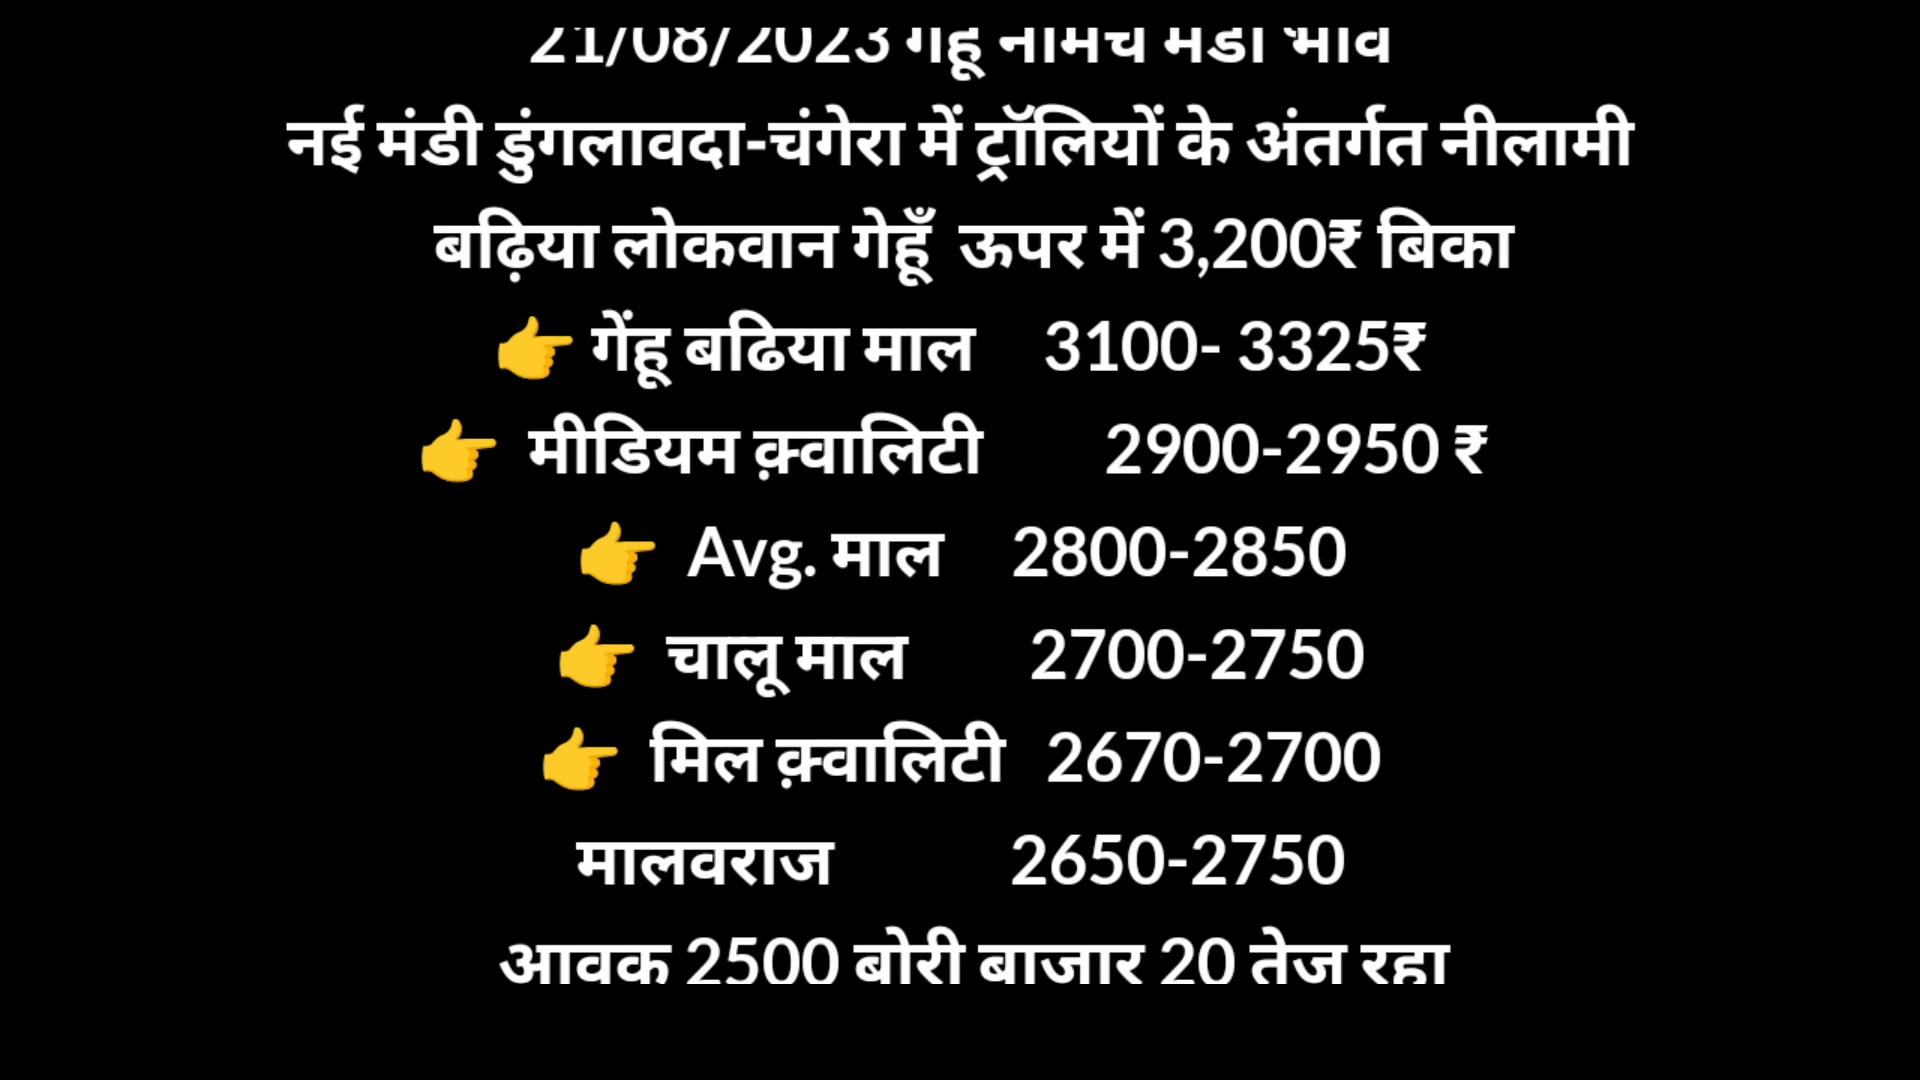 21/08/2023 गेहूं नीमच मंडी भाव
नई मंडी डुंगलावदा-चंगेरा में ट्रॉलियों के अंतर्गत नीलामी
बढ़िया लोकवान गेहूँ ऊपर में 3,200₹ बिका
👉 गेंहू बढिया माल 3100- 3325₹
👉 मीडियम क़्वालिटी 2900-2950 ₹
👉 Avg. माल 2800-2850
👉 चालू माल 2700-2750
👉 मिल क़्वालिटी 2670-2700
मालवराज 2650-2750
आवक 2500 बोरी बाजार 20 तेज रहा